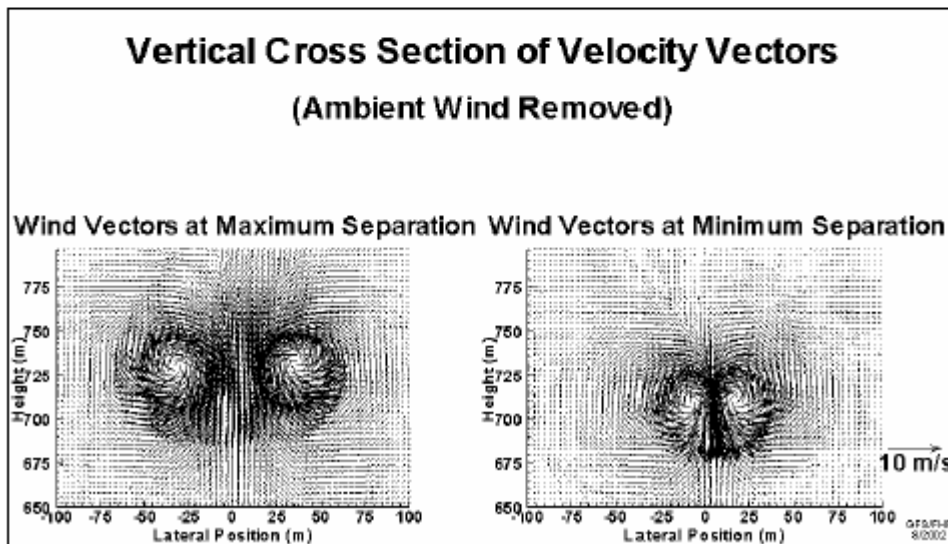 Vertical Cross Section of Velocity Vectors
(Ambient Wind Removed)
Wind Vectors at Maximum Separation
775
750
725
700
675
650
Height (m)
-100 -75 -50 -25 0 25 50 75 100
Lateral Position (m)
Wind Vectors at Minimum Separation
775
750
725
700
675
650
Height (m)
-100 -75 -50 -25 0 25 50 75 100
Lateral Position (m)
10 m/s
8/2002